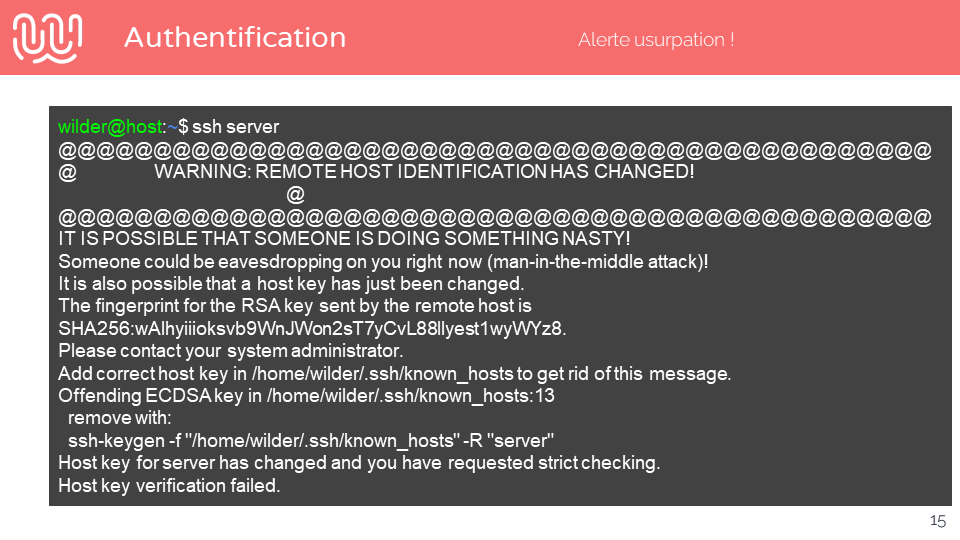 Authentification
Alerte usurpation !
wilder@host:~$ ssh server
@@@@@@@@@@@@@@@@@@@@@@@@@@@@@@@@@@@@@@@@@@@@@@
@ WARNING: REMOTE HOST IDENTIFICATION HAS CHANGED!
@
@@@@@@@@@@@@@@@@@@@@@@@@@@@@@@@@@@@@@@@@@@@@@@
IT IS POSSIBLE THAT SOMEONE IS DOING SOMETHING NASTY!
Someone could be eavesdropping on you right now (man-in-the-middle attack)!
It is also possible that a host key has just been changed.
The fingerprint for the RSA key sent by the remote host is
SHA256:wAlhyiiioksvb9WnJWon2sT7yCvL88llyest1wyWYz8.
Please contact your system administrator.
Add correct host key in /home/wilder/.ssh/known_hosts to get rid of this message.
Offending ECDSA key in /home/wilder/.ssh/known_hosts:13
remove with:
ssh-keygen -f "/home/wilder/.ssh/known_hosts" -R "server"
Host key for server has changed and you have requested strict checking.
Host key verification failed.
15